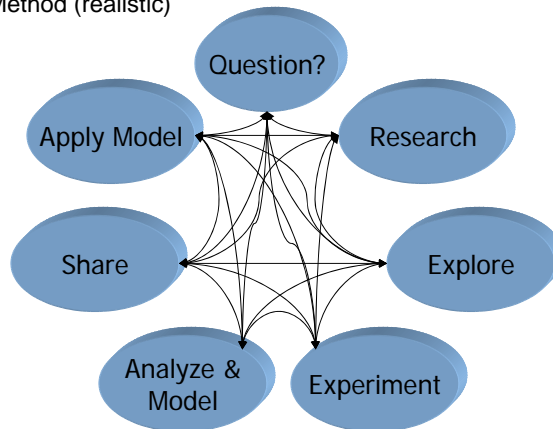 Method (realistic)
Question?
Apply Model
Research
Share
Explore
Analyze &
Model
Experiment